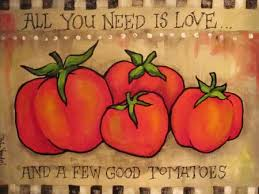 ALL YOU NEED IS LOVE...
AND A FEW GOOD TOMATOES